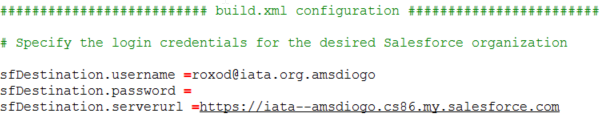 ########################## build.xml configuration ########################
# Specify the login credentials for the desired Salesforce organization
sfDestination.username =roxod@iata.org.amsdiogo
sfDestination.password =
sfDestination.serverurl =https://iata--amsdiogo.cs86.my.salesforce.com